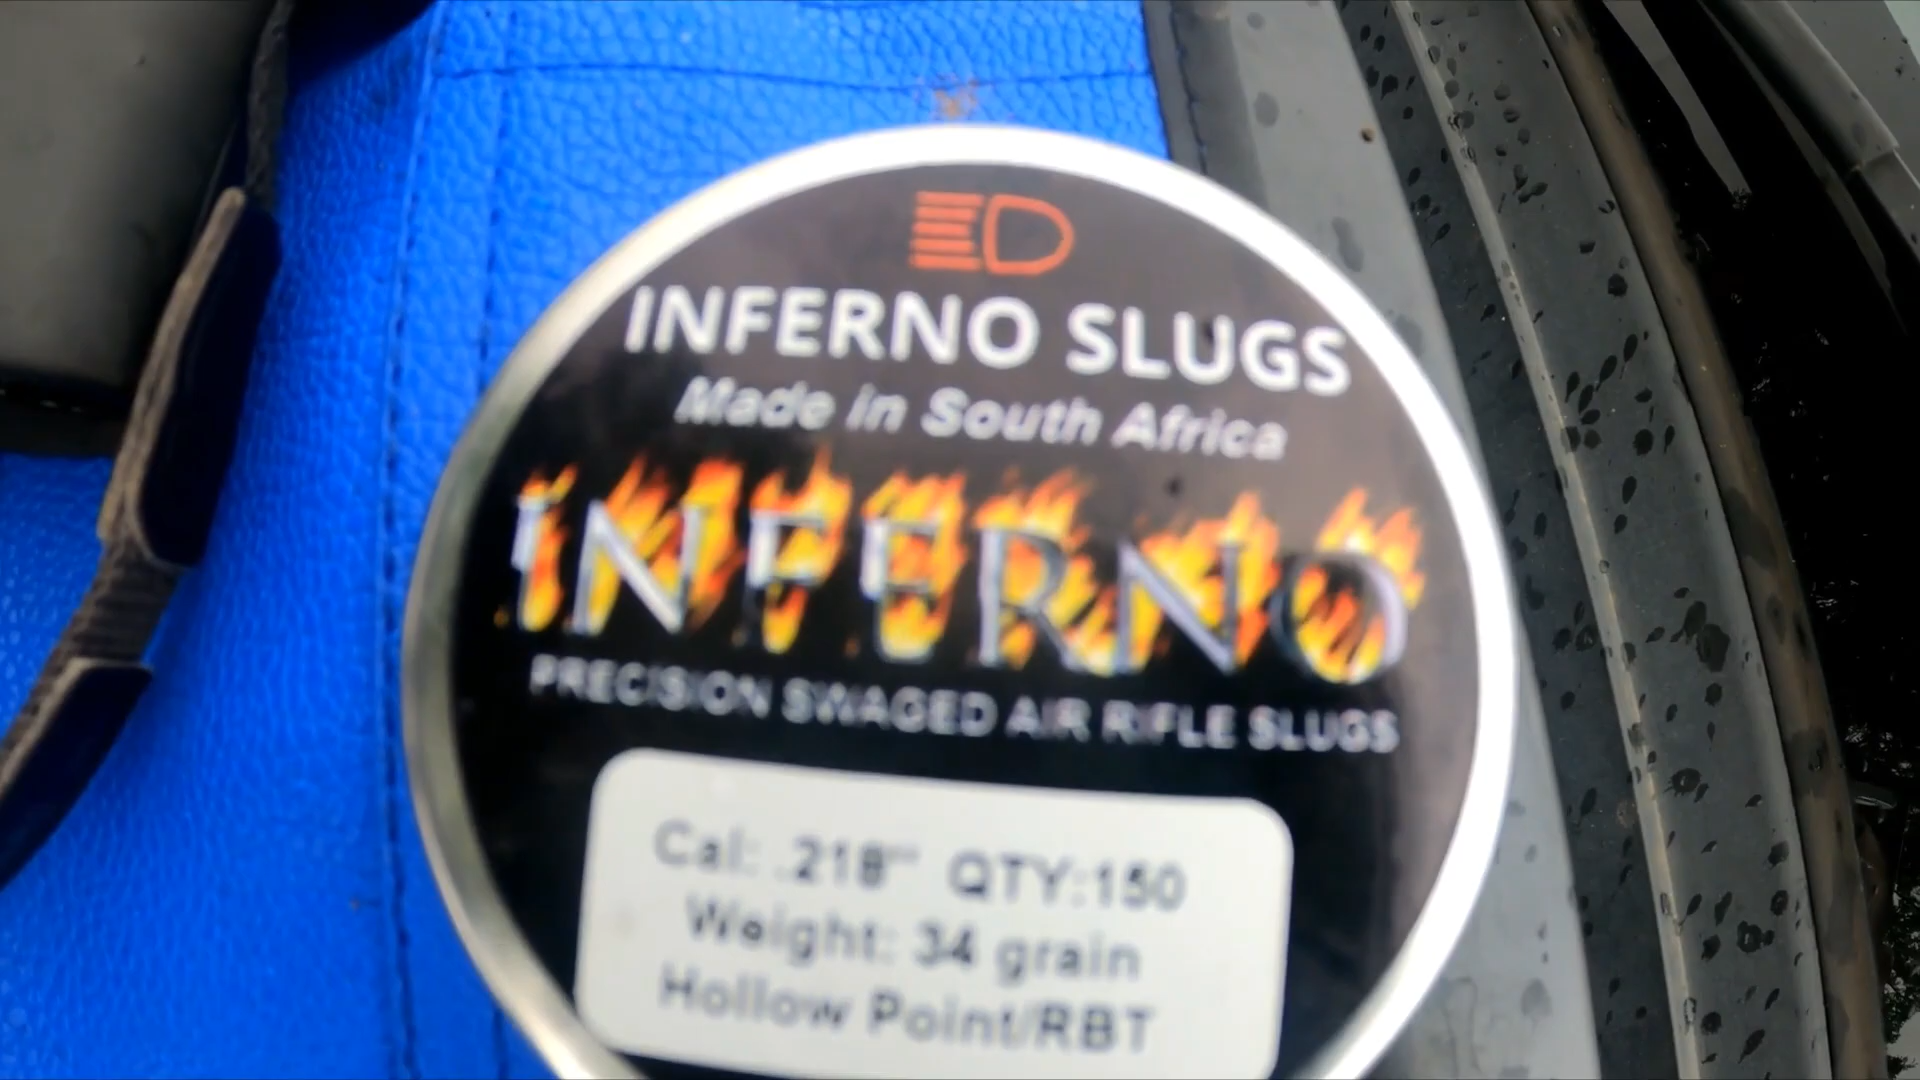 INFERNO SLUGS
Made in South Africa
INFERNO
PRECISION SWAGED AIR RIFLE SLUGS
Cal: .218" QTY:150
Weight: 34 grain
Hollow Point/RBT